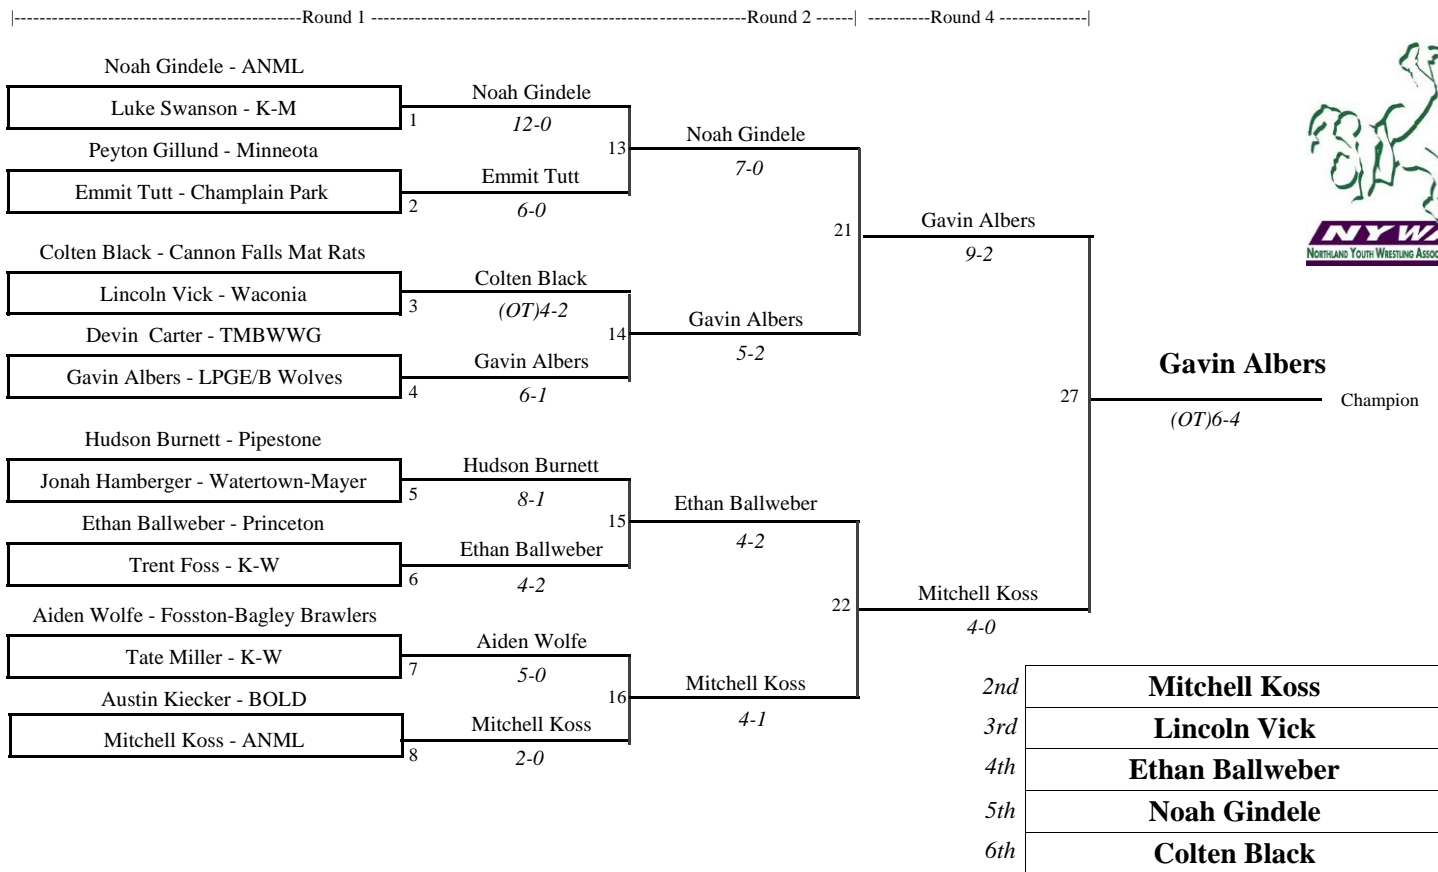 |-----------------------------------------Round 1 -----------------------------------------------------Round 2 ------| ----------Round 4 --------------|
Noah Gindele - ANML
Luke Swanson - K-M
1
Noah Gindele
12-0
Peyton Gillund - Minneota
Emmit Tutt - Champlain Park
2
Emmit Tutt
6-0
13
Noah Gindele
7-0
Colten Black - Cannon Falls Mat Rats
Lincoln Vick - Waconia
3
Colten Black
(OT)4-2
Devin  Carter - TMBWWG
Gavin Albers - LPGE/B Wolves
4
Gavin Albers
6-1
14
Gavin Albers
5-2
21
Gavin Albers
9-2
Hudson Burnett - Pipestone
Jonah Hamberger - Watertown-Mayer
5
Hudson Burnett
8-1
Ethan Ballweber - Princeton
Trent Foss - K-W
6
Ethan Ballweber
4-2
15
Ethan Ballweber
4-2
Aiden Wolfe - Fosston-Bagley Brawlers
Tate Miller - K-W
7
Aiden Wolfe
5-0
Austin Kiecker - BOLD
Mitchell Koss - ANML
8
Mitchell Koss
2-0
16
Mitchell Koss
4-1
22
Mitchell Koss
4-0
27
Gavin Albers
(OT)6-4
Champion
NYWA
NORTHLAND YOUTH WRESTLING ASSOC
2nd Mitchell Koss
3rd Lincoln Vick
4th Ethan Ballweber
5th Noah Gindele
6th Colten Black